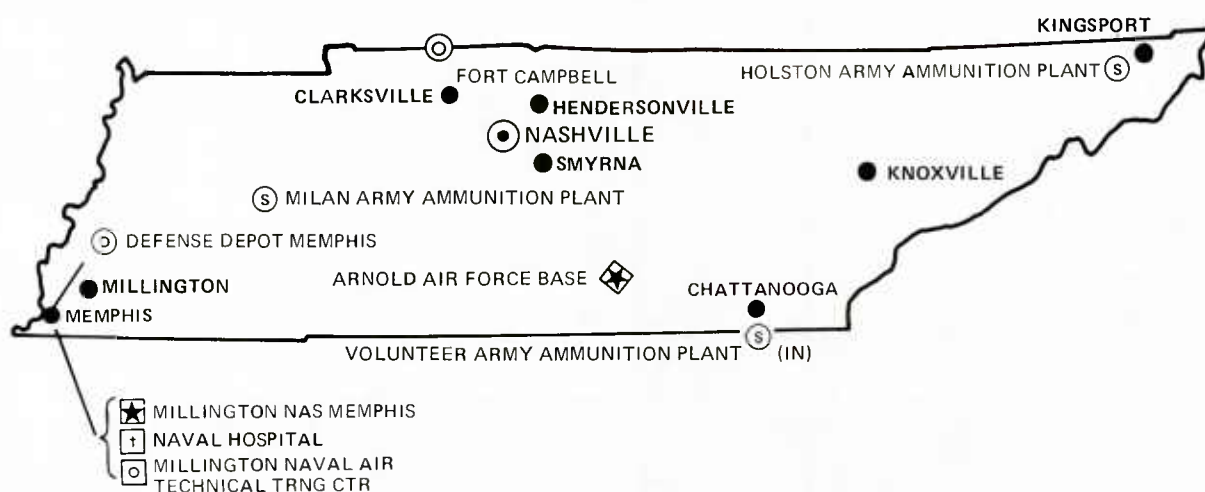 KINGSPORT
HOLSTON ARMY AMMUNITION PLANT S
FORT CAMPBELL
CLARKSVILLE
HENDERSONVILLE
NASHVILLE
SMYRNA
KNOXVILLE
S MILAN ARMY AMMUNITION PLANT
DEFENSE DEPOT MEMPHIS
ARNOLD AIR FORCE BASE
MILLINGTON
CHATTANOOGA
MEMPHIS
VOLUNTEER ARMY AMMUNITION PLANT S (IN)
MILLINGTON NAS MEMPHIS
NAVAL HOSPITAL
MILLINGTON NAVAL AIR
TECHNICAL TRNG CTR